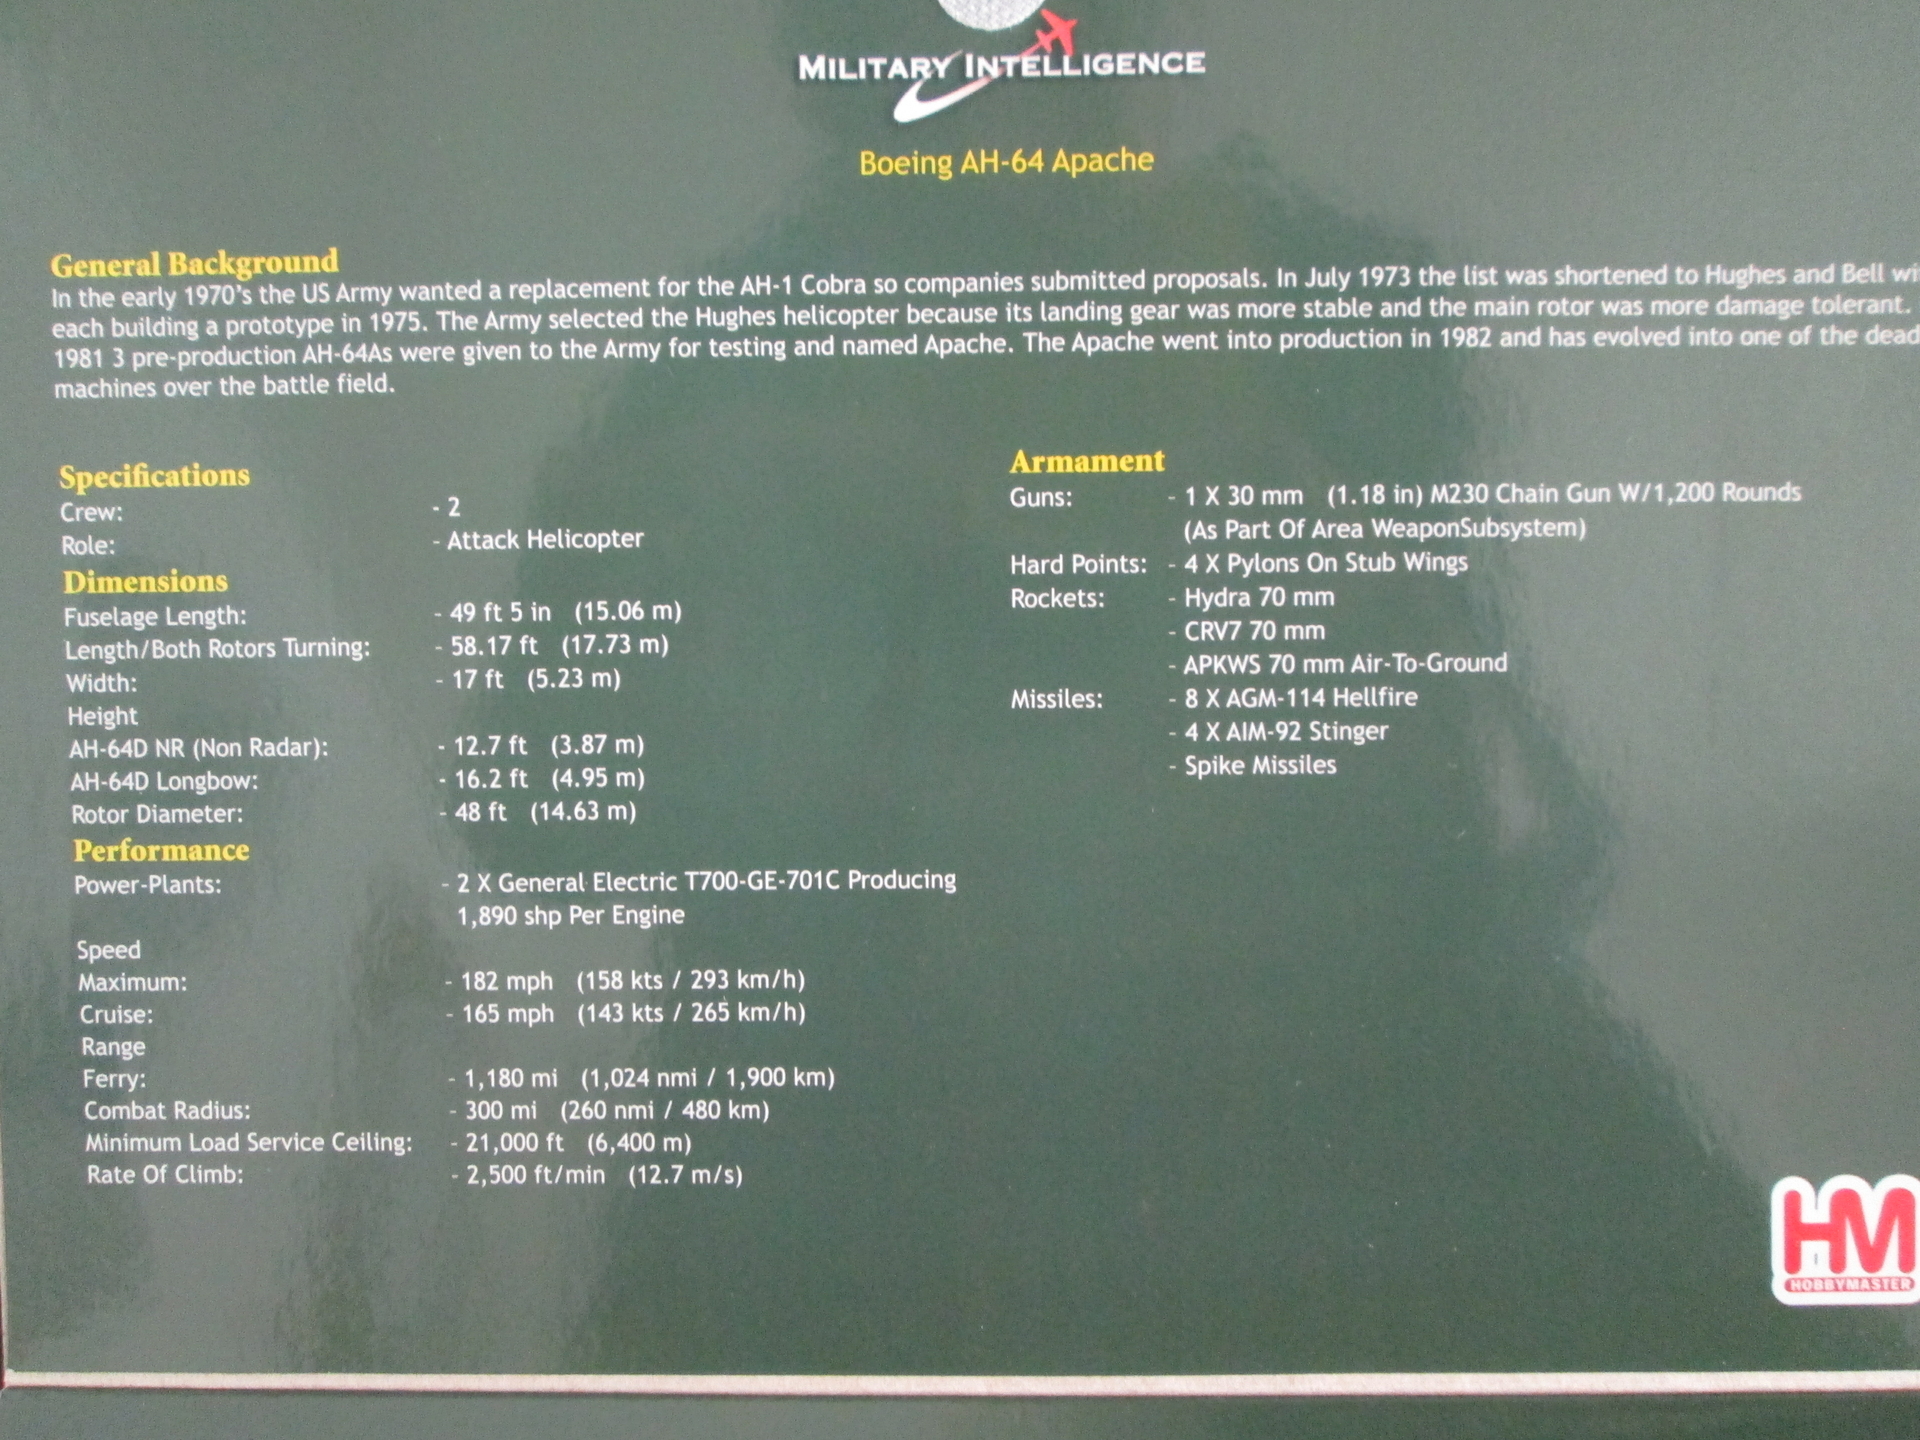 MILITARY INTELLIGENCE
Boeing AH-64 Apache
General Background
In the early 1970's the US Army wanted a replacement for the AH-1 Cobra so companies submitted proposals. In July 1973 the list was shortened to Hughes and Bell
each building a prototype in 1975. The Army selected the Hughes helicopter because its landing gear was more stable and the main rotor was more damage tolerant.
1981 3 pre-production AH-64As were given to the Army for testing and named Apache. The Apache went into production in 1982 and has evolved into one of the
machines over the battle field.
Specifications
Crew: - 2
Role: - Attack Helicopter
Dimensions
Fuselage Length: - 49 ft 5 in (15.06 m)
Length/Both Rotors Turning: - 58.17 ft (17.73 m)
Width: - 17 ft (5.23 m)
Height
AH-64D NR (Non Radar): - 12.7 ft (3.87 m)
AH-64D Longbow: - 16.2 ft (4.95 m)
Rotor Diameter: - 48 ft (14.63 m)
Performance
Power-Plants: - 2 X General Electric T700-GE-701C Producing
1,890 shp Per Engine
Speed
Maximum: - 182 mph (158 kts / 293 km/h)
Cruise: - 165 mph (143 kts / 265 km/h)
Range
Ferry: - 1,180 mi (1,024 nmi / 1,900 km)
Combat Radius: - 300 mi (260 nmi / 480 km)
Minimum Load Service Ceiling: - 21,000 ft (6,400 m)
Rate Of Climb: - 2,500 ft/min (12.7 m/s)
Armament
Guns: - 1 X 30 mm (1.18 in) M230 Chain Gun W/1,200 Rounds
(As Part Of Area WeaponSubsystem)
Hard Points: - 4 X Pylons On Stub Wings
Rockets: - Hydra 70 mm
- CRV7 70 mm
- APKWS 70 mm Air-To-Ground
Missiles: - 8 X AGM-114 Hellfire
- 4 X AIM-92 Stinger
- Spike Missiles
HM
HOBBYMASTER